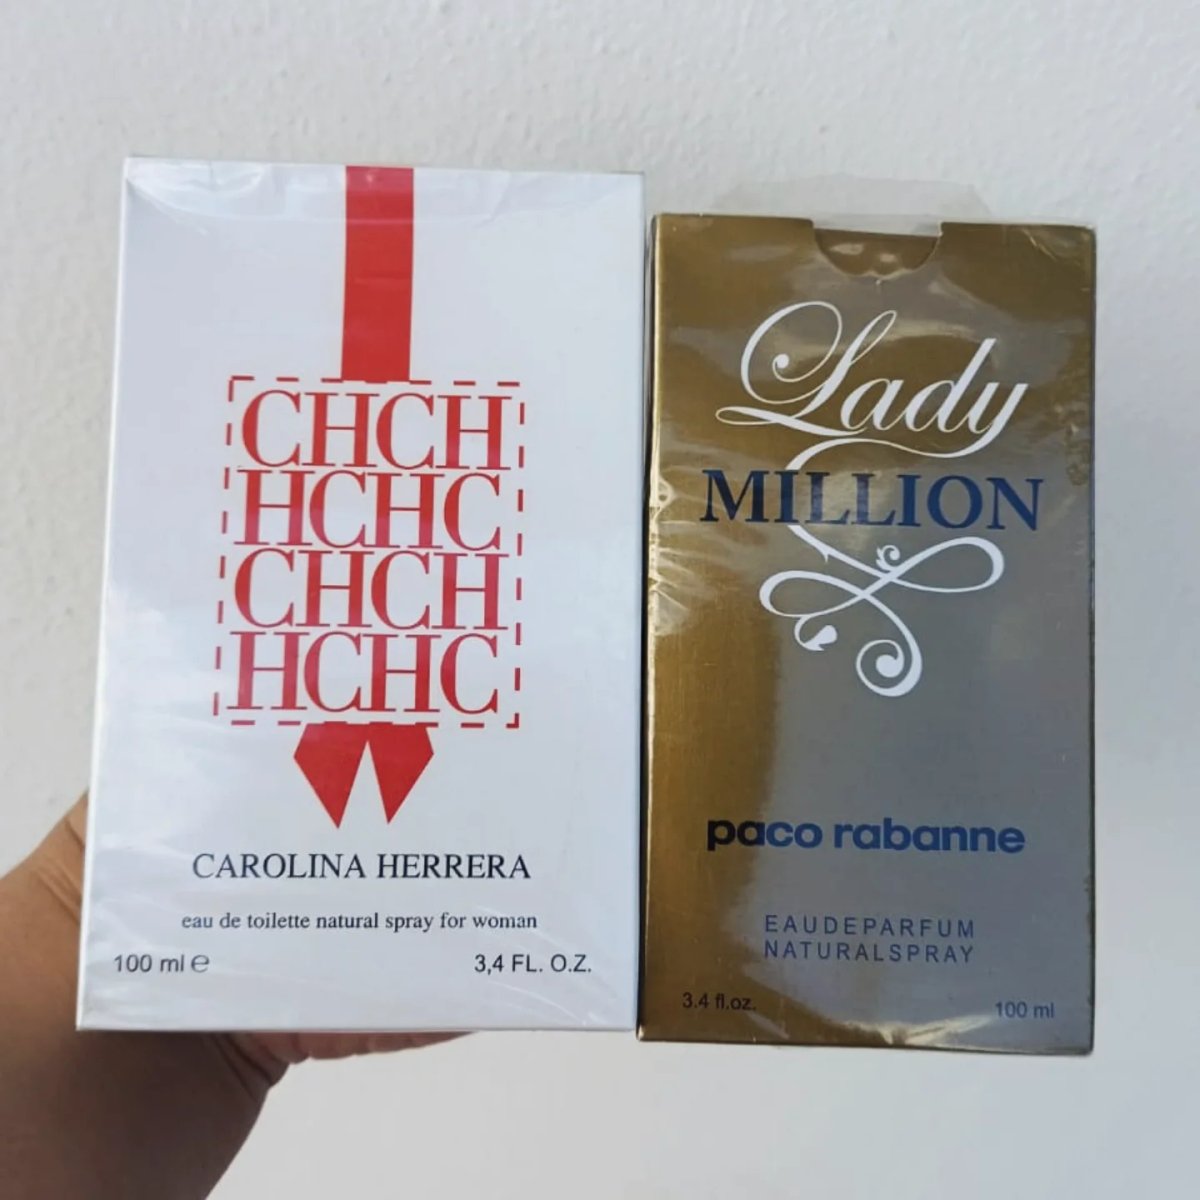 CHCH
HCHC
CHCH
HCHC
CAROLINA HERRERA
eau de toilette natural spray for woman
100 ml ℮
3,4 FL. O.Z.
Lady
MILLION
paco rabanne
EAUDEPARFUM
NATURALSPRAY
3.4 fl.oz.
100 ml